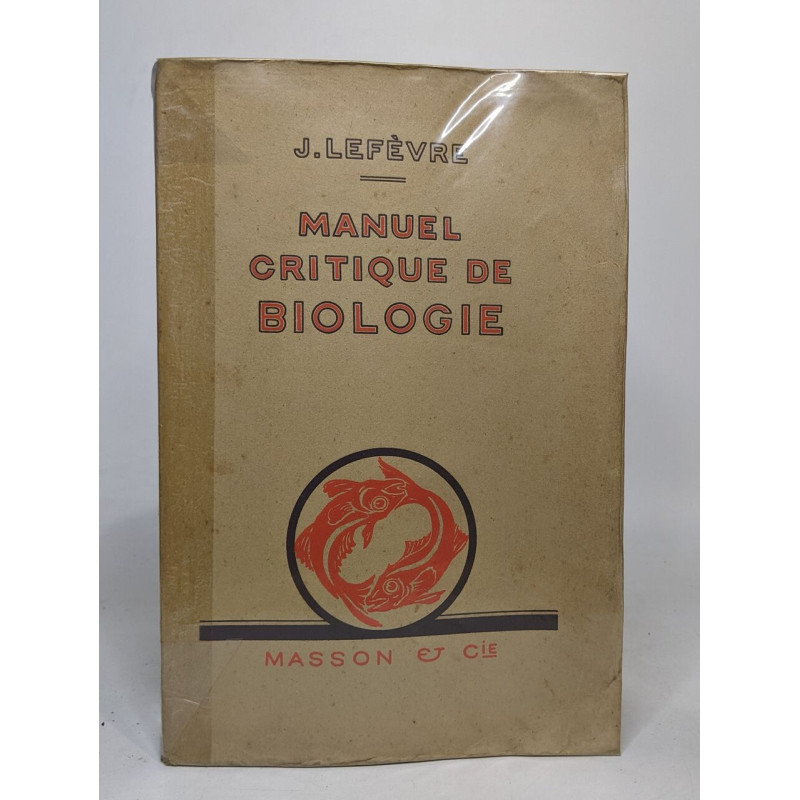 J. LEFÈVRE
MANUEL
CRITIQUE DE
BIOLOGIE
MASSON & CIE